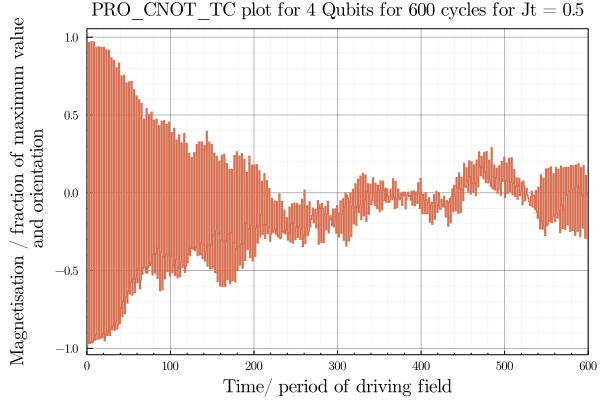 PRO_CNOT_TC plot for 4 Qubits for 600 cycles for Jt = 0.5
Magnetisation / fraction of maximum value
and orientation
1.0
0.5
0.0
−0.5
−1.0
0 100 200 300 400 500 600
Time/ period of driving field